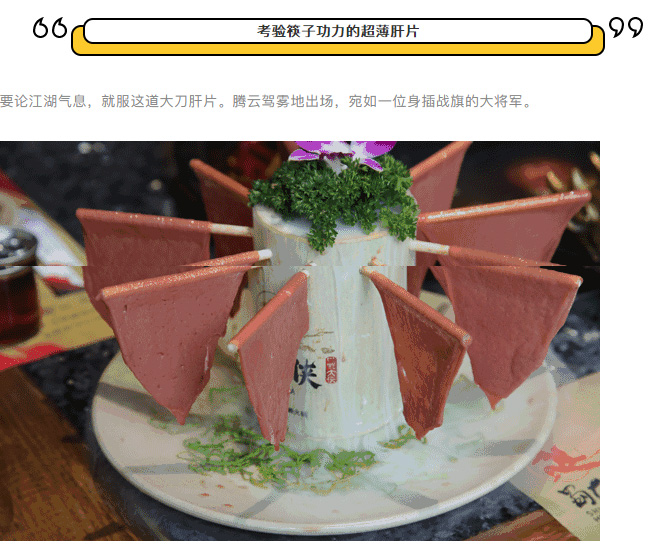 考验筷子功力的超薄肝片
要论江湖气息，就服这道大刀肝片。腾云驾雾地出场，宛如一位身插战旗的大将军。
侠